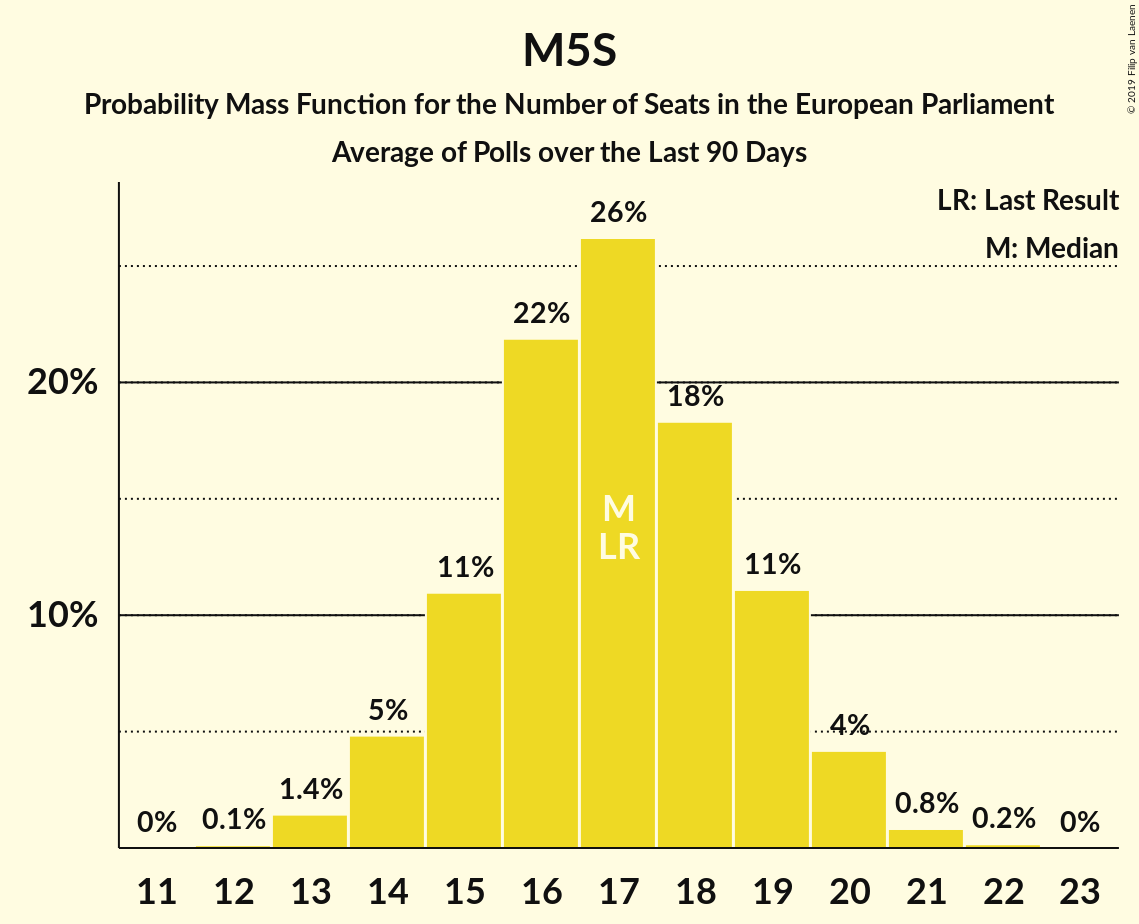 M5S
Probability Mass Function for the Number of Seats in the European Parliament
Average of Polls over the Last 90 Days
© 2019 Filip van Laenen
LR: Last Result
M: Median
26%
22%
20%
18%
M
LR
11%
11%
10%
5%
4%
1.4%
0.8%
0% 0.1% 0.2% 0%
11 12 13 14 15 16 17 18 19 20 21 22 23